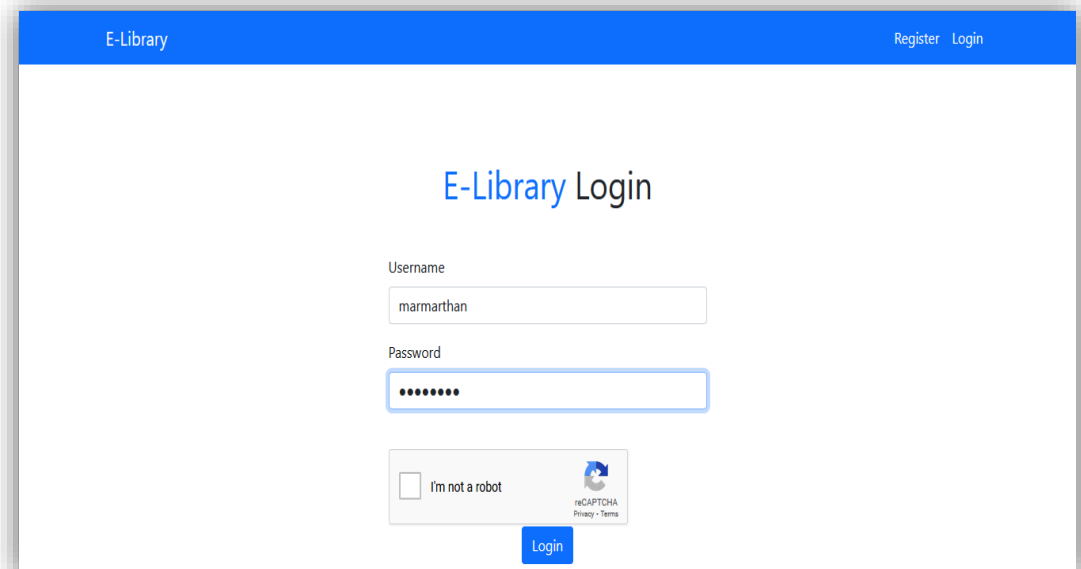 E-Library Register Login
E-Library Login
Username
marmarthan
Password
••••••••
I'm not a robot
reCAPTCHA
Privacy - Terms
Login